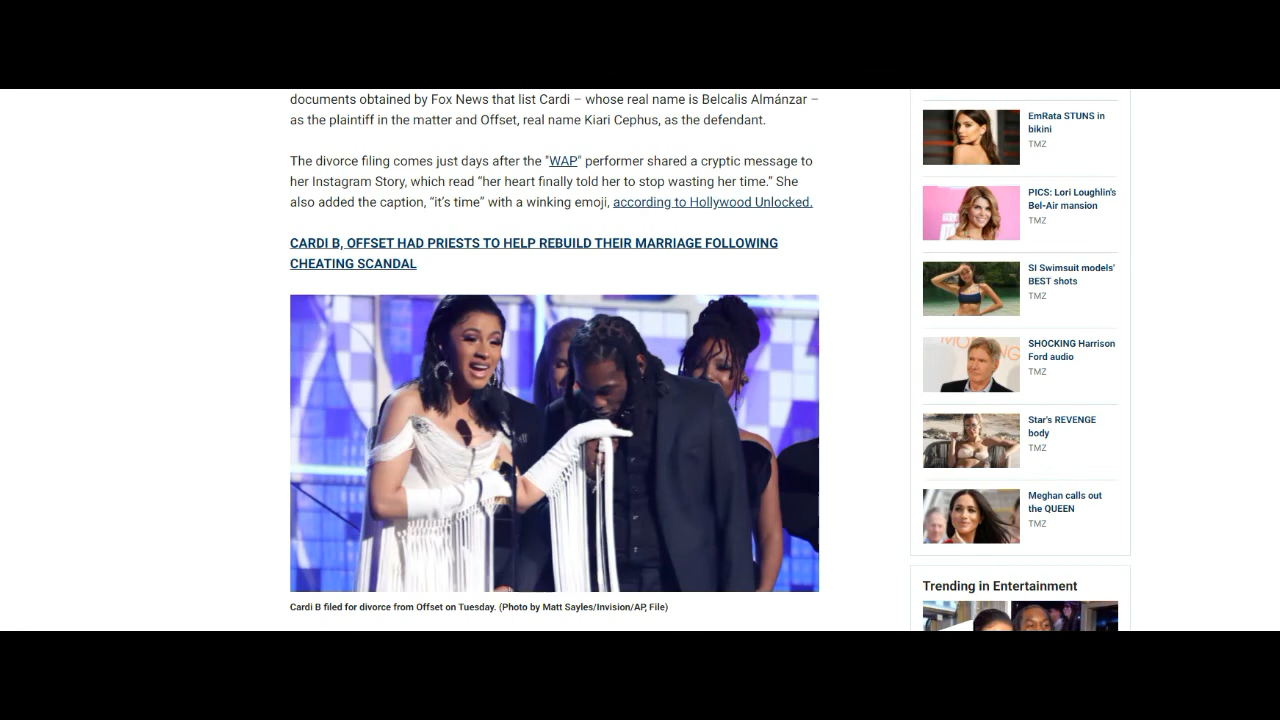 documents obtained by Fox News that list Cardi – whose real name is Belcalis Almánzar –
as the plaintiff in the matter and Offset, real name Kiari Cephus, as the defendant.
The divorce filing comes just days after the "WAP" performer shared a cryptic message to
her Instagram Story, which read “her heart finally told her to stop wasting her time.” She
also added the caption, “it’s time” with a winking emoji, according to Hollywood Unlocked.
CARDI B, OFFSET HAD PRIESTS TO HELP REBUILD THEIR MARRIAGE FOLLOWING
CHEATING SCANDAL
Cardi B filed for divorce from Offset on Tuesday. (Photo by Matt Sayles/Invision/AP, File)
EmRata STUNS in
bikini
TMZ
PICS: Lori Loughlin's
Bel-Air mansion
TMZ
SI Swimsuit models'
BEST shots
TMZ
SHOCKING Harrison
Ford audio
TMZ
Star's REVENGE
body
TMZ
Meghan calls out
the QUEEN
TMZ
Trending in Entertainment